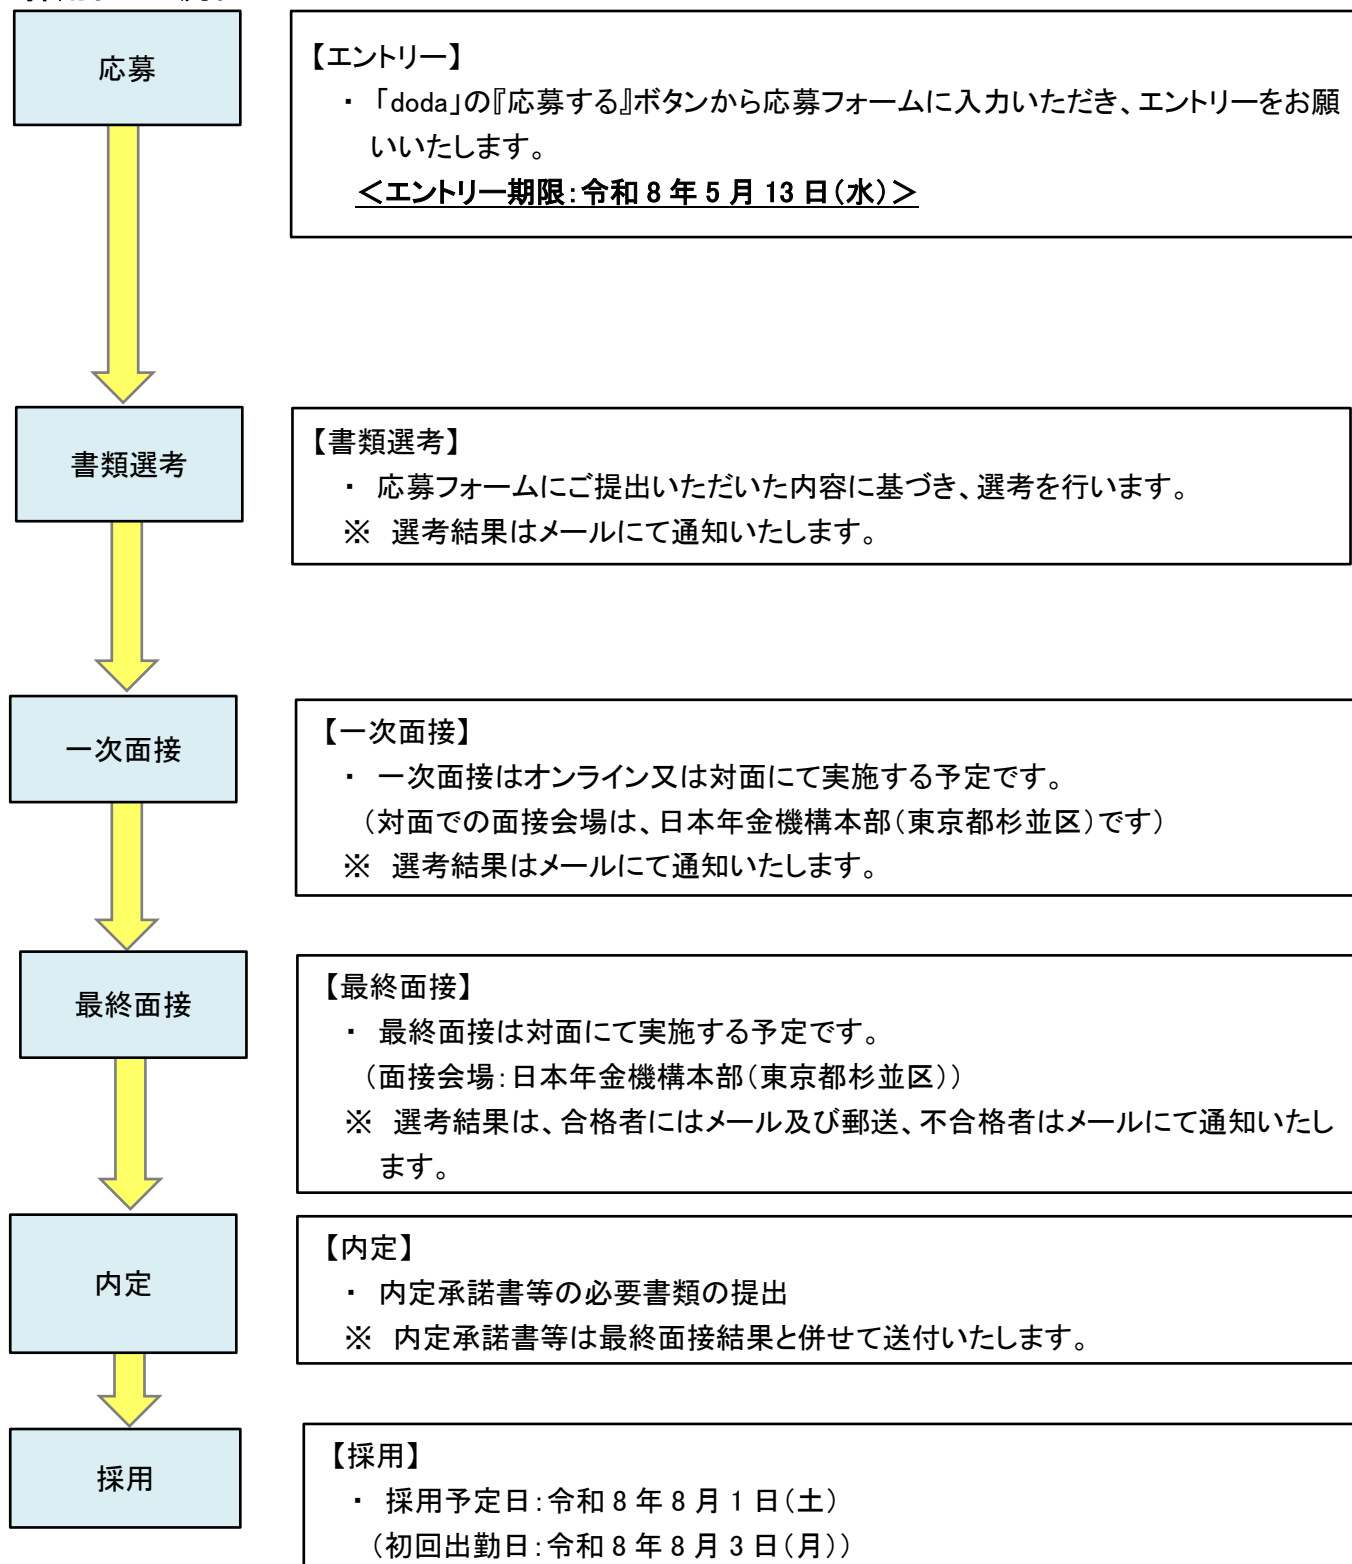 応募
【エントリー】
・ 「doda」の『応募する』ボタンから応募フォームに入力いただき、エントリーをお願
いいたします。
＜エントリー期限：令和 8 年 5 月 13 日（水）＞
書類選考
【書類選考】
・ 応募フォームにご提出いただいた内容に基づき、選考を行います。
※ 選考結果はメールにて通知いたします。
一次面接
【一次面接】
・ 一次面接はオンライン又は対面にて実施する予定です。
（対面での面接会場は、日本年金機構本部（東京都杉並区）です）
※ 選考結果はメールにて通知いたします。
最終面接
【最終面接】
・ 最終面接は対面にて実施する予定です。
（面接会場：日本年金機構本部（東京都杉並区））
※ 選考結果は、合格者にはメール及び郵送、不合格者はメールにて通知いたし
ます。
内定
【内定】
・ 内定承諾書等の必要書類の提出
※ 内定承諾書等は最終面接結果と併せて送付いたします。
採用
【採用】
・ 採用予定日：令和 8 年 8 月 1 日（土）
（初回出勤日：令和 8 年 8 月 3 日（月））